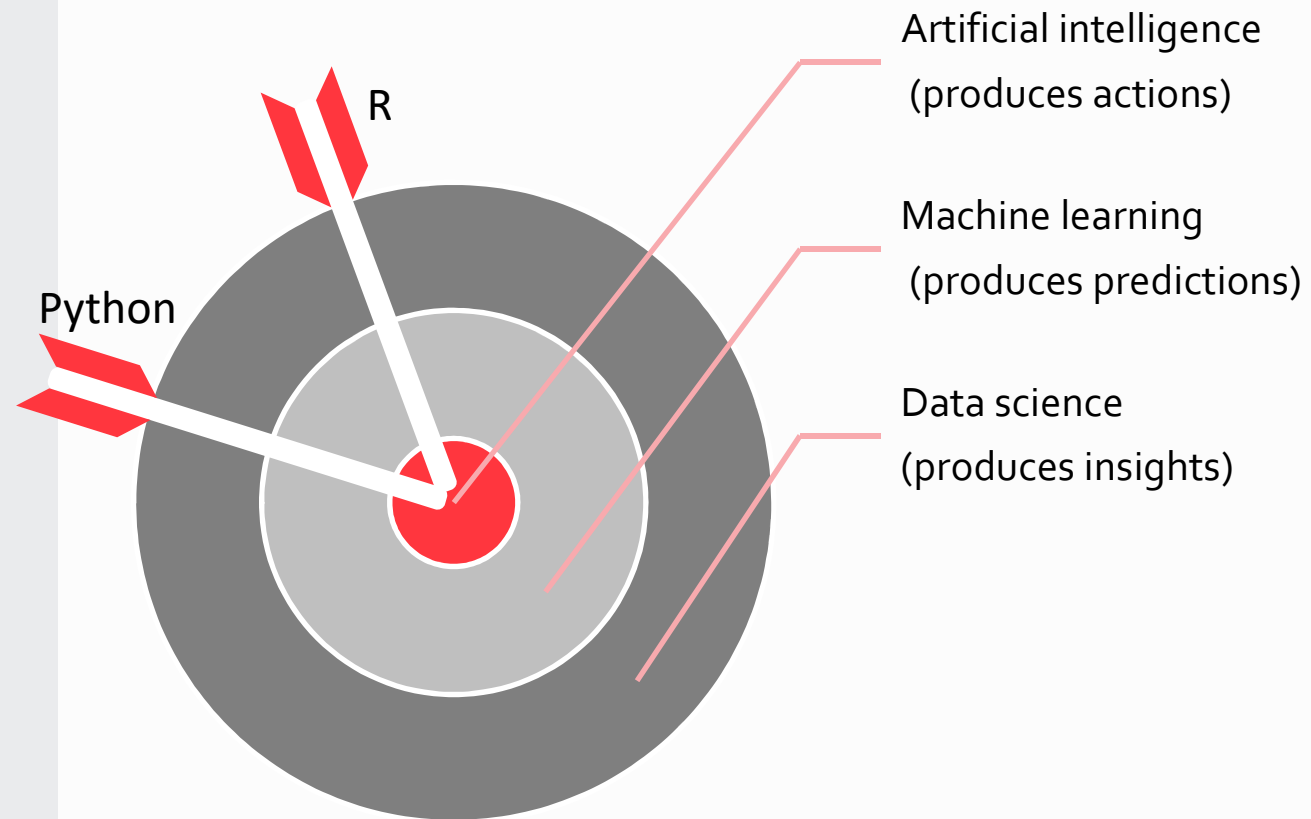 Artificial intelligence
(produces actions)
R
Machine learning
(produces predictions)
Python
Data science
(produces insights)